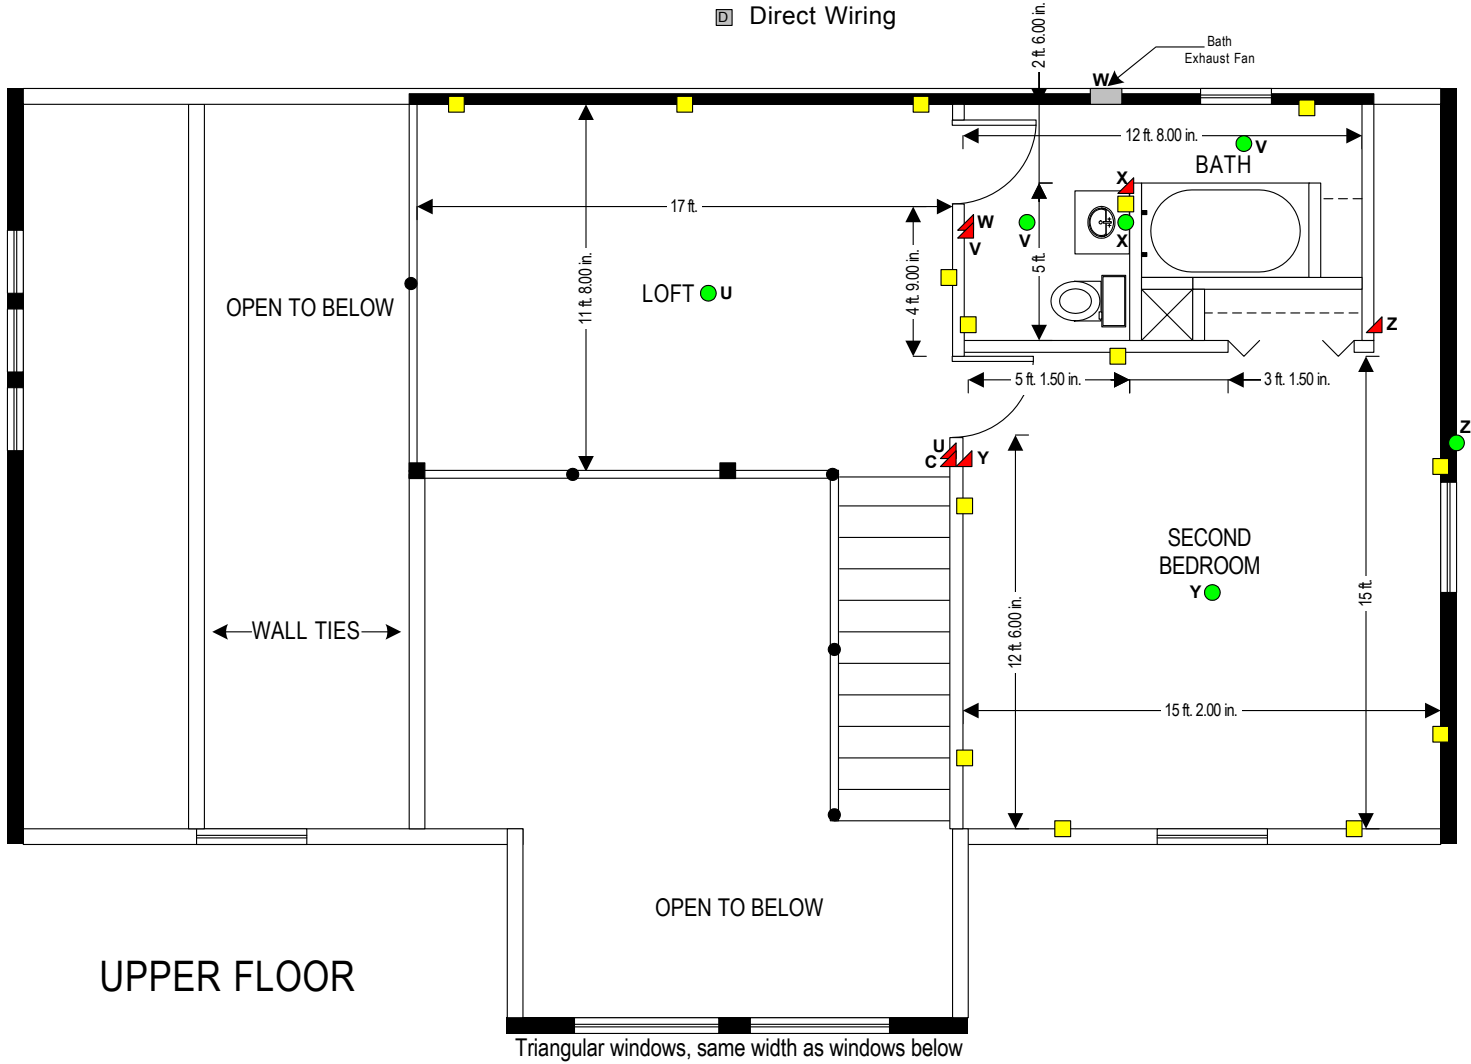 D Direct Wiring
2 ft. 6.00 in.
Bath
Exhaust Fan
W
12 ft. 8.00 in.
V
BATH
X
17 ft.
W
V
V
X
5 ft.
4 ft. 9.00 in.
11 ft. 8.00 in.
LOFT U
OPEN TO BELOW
Z
5 ft. 1.50 in.
3 ft. 1.50 in.
Z
U
C
Y
SECOND
BEDROOM
Y
15 ft.
12 ft. 6.00 in.
WALL TIES
15 ft. 2.00 in.
OPEN TO BELOW
UPPER FLOOR
Triangular windows, same width as windows below